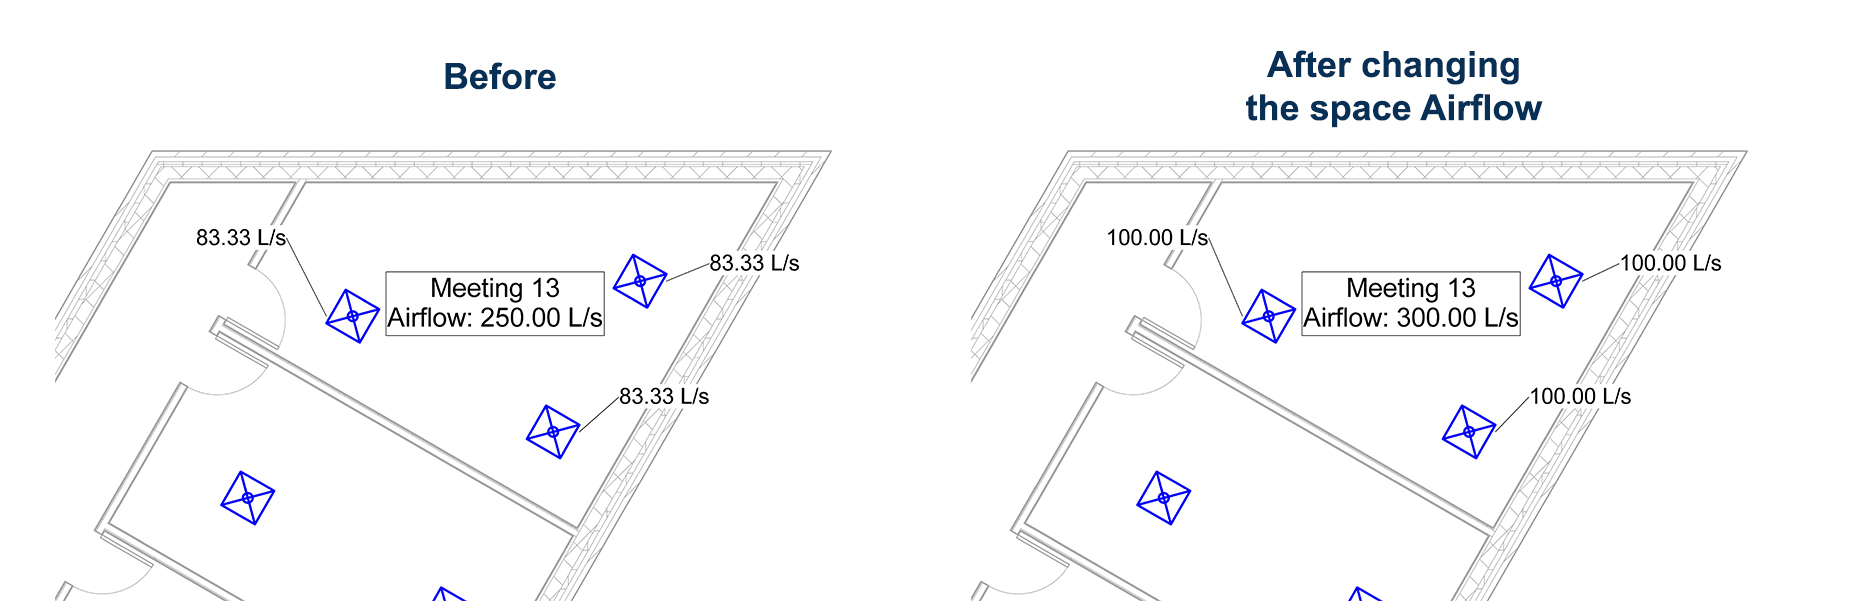 Before
83.33 L/s
83.33 L/s
Meeting 13
Airflow: 250.00 L/s
83.33 L/s
After changing
the space Airflow
100.00 L/s
100.00 L/s
Meeting 13
Airflow: 300.00 L/s
100.00 L/s